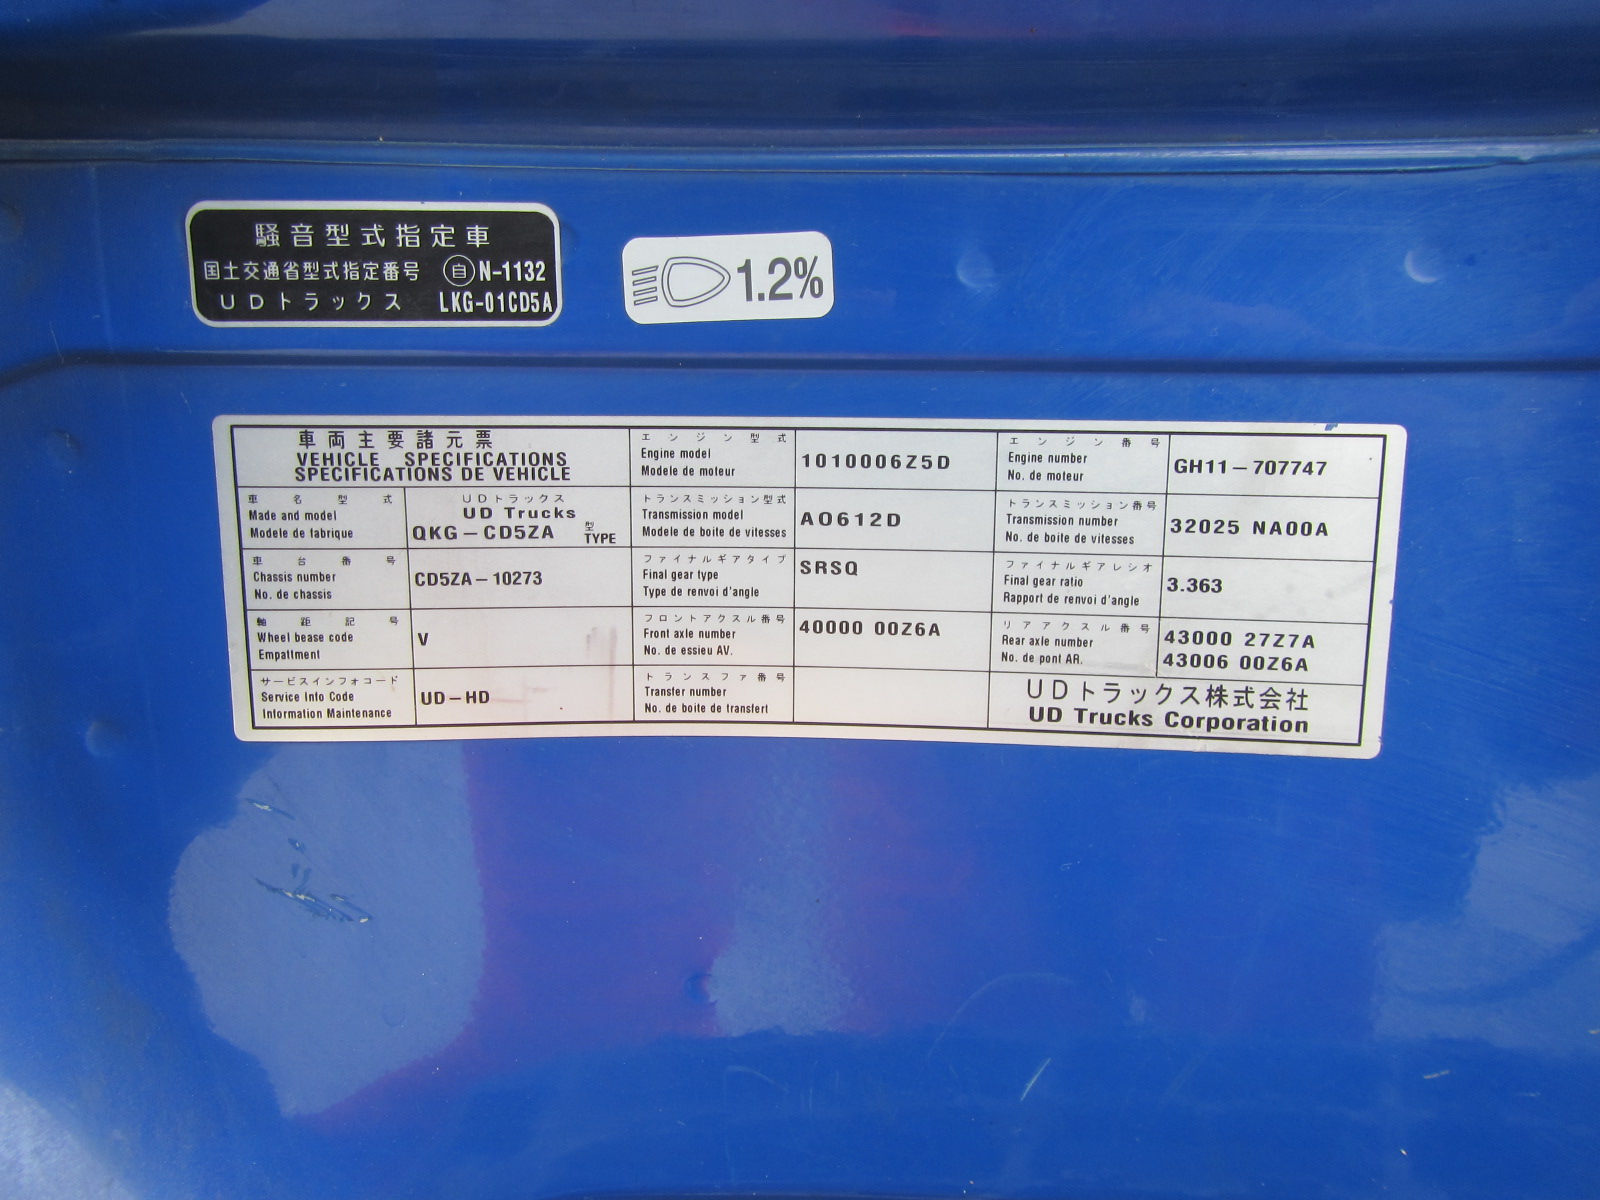 騒音型式指定車
国土交通省型式指定番号 自 N-1132
UDトラックス LKG-01CD5A
1.2%
車両主要諸元票
VEHICLE SPECIFICATIONS
SPECIFICATIONS DE VEHICLE
エンジン型式
Engine model
Modele de moteur
1010006Z5D
エンジン番号
Engine number
No. de moteur
GH11-707747
車名型式
Made and model
Modele de fabrique
UDトラックス
UD Trucks
QKG-CD5ZA 型 TYPE
トランスミッション型式
Transmission model
Modele de boite de vitesses
AO612D
トランスミッション番号
Transmission number
No. de boite de vitesses
32025 NA00A
車台番号
Chassis number
No. de chassis
CD5ZA-10273
ファイナルギアタイプ
Final gear type
Type de renvoi d'angle
SRSQ
ファイナルギアレシオ
Final gear ratio
Rapport de renvoi d'angle
3.363
軸距記号
Wheel bease code
Empattment
V
フロントアクスル番号
Front axle number
No. de essieu AV.
40000 00Z6A
リアアクスル番号
Rear axle number
No. de pont AR.
43000 27Z7A
43006 00Z6A
サービスインフォコード
Service Info Code
Information Maintenance
UD-HD
トランスファ番号
Transfer number
No. de boite de transfert
UDトラックス株式会社
UD Trucks Corporation